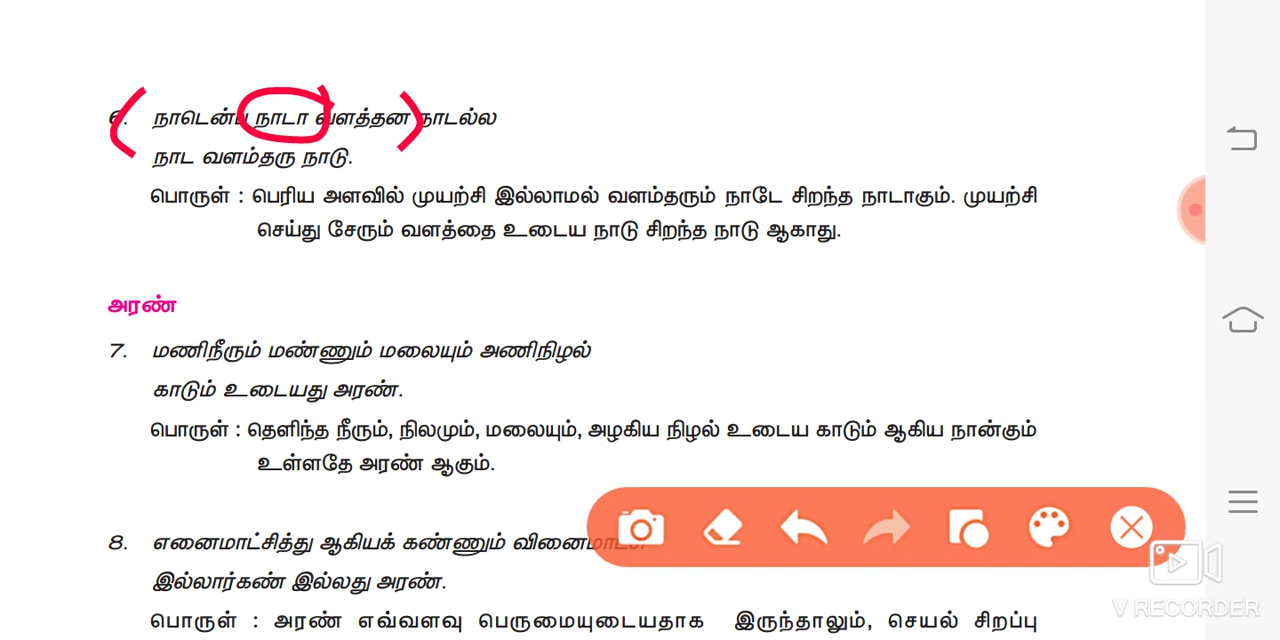 6. நாடென்ப நாடா வளத்தன நாடல்ல
நாட வளம்தரு நாடு.
பொருள் : பெரிய அளவில் முயற்சி இல்லாமல் வளம்தரும் நாடே சிறந்த நாடாகும். முயற்சி
செய்து சேரும் வளத்தை உடைய நாடு சிறந்த நாடு ஆகாது.
அரண்
7. மணிநீரும் மண்ணும் மலையும் அணிநிழல்
காடும் உடையது அரண்.
பொருள் : தெளிந்த நீரும், நிலமும், மலையும், அழகிய நிழல் உடைய காடும் ஆகிய நான்கும்
உள்ளதே அரண் ஆகும்.
8. எனைமாட்சித்து ஆகியக் கண்ணும் வினைமாட்சி
இல்லார்கண் இல்லது அரண்.
பொருள் : அரண் எவ்வளவு பெருமையுடையதாக இருந்தாலும், செயல் சிறப்பு
V RECORDER